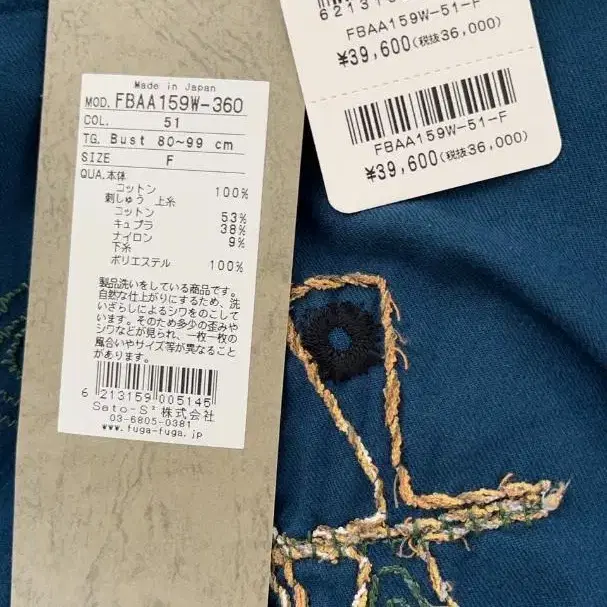 Made in Japan
MOD. FBAA159W-360
COL. 51
TG. Bust 80~99 cm
SIZE F
QUA.本体
コットン 100%
刺しゅう 上糸
コットン 53%
キュプラ 38%
ナイロン 9%
下糸
ポリエステル 100%
製品洗いをしている商品です。
自然な仕上がりにするため、洗
いざらしによるシワをのこしてい
ます。そのため多少の歪みや
シワなどが見られ、一枚一枚の
風合いやサイズ等が異なること
があります。
6 213159 005145
Sato-S² 株式会社
03-6805-0381
www.fuga-fuga.jp
FBAA159W-51-F
¥39,600(税抜36,000)
FBAA159W-51-F
¥39,600(税抜36,000)